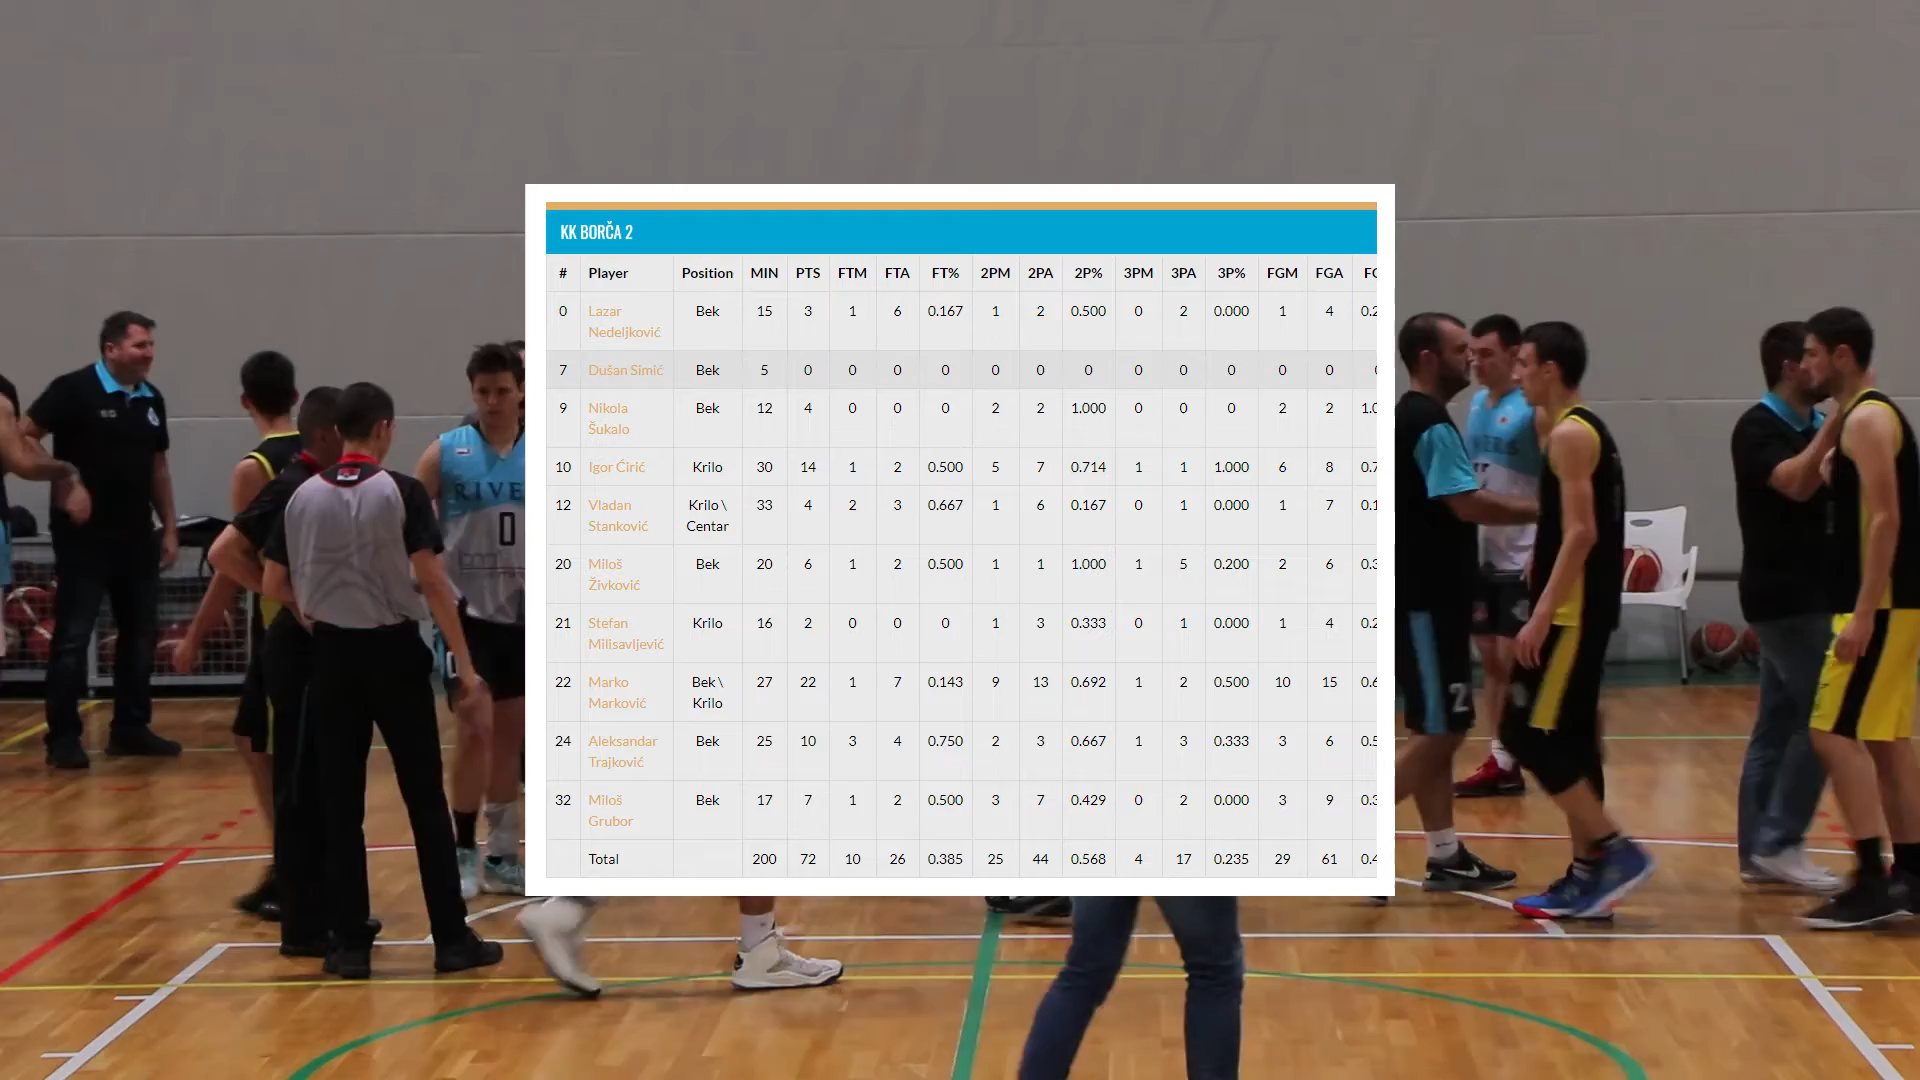 KK BORČA 2
# Player Position MIN PTS FTM FTA FT% 2PM 2PA 2P% 3PM 3PA 3P% FGM FGA
0 Lazar Nedeljković Bek 15 3 1 6 0.167 1 2 0.500 0 2 0.000 1 4
7 Dušan Simić Bek 5 0 0 0 0 0 0 0 0 0 0 0 0
9 Nikola Šukalo Bek 12 4 0 0 0 2 2 1.000 0 0 0 2 2
10 Igor Ćirić Krilo 30 14 1 2 0.500 5 7 0.714 1 1 1.000 6 8
12 Vladan Stanković Krilo \ Centar 33 4 2 3 0.667 1 6 0.167 0 1 0.000 1 7
20 Miloš Živković Bek 20 6 1 2 0.500 1 1 1.000 1 5 0.200 2 6
21 Stefan Milisavljević Krilo 16 2 0 0 0 1 3 0.333 0 1 0.000 1 4
22 Marko Marković Bek \ Krilo 27 22 1 7 0.143 9 13 0.692 1 2 0.500 10 15
24 Aleksandar Trajković Bek 25 10 3 4 0.750 2 3 0.667 1 3 0.333 3 6
32 Miloš Grubor Bek 17 7 1 2 0.500 3 7 0.429 0 2 0.000 3 9
Total 200 72 10 26 0.385 25 44 0.568 4 17 0.235 29 61
RIVE
0
2